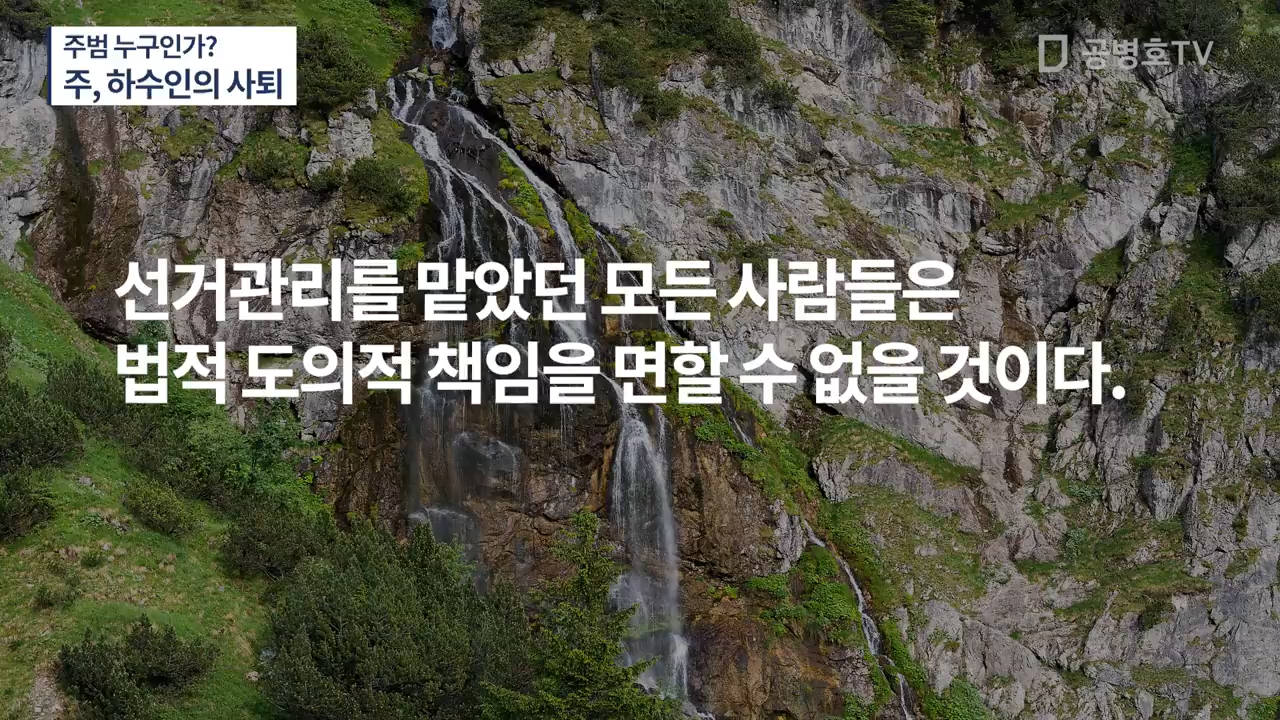 주범 누구인가?
주, 하수인의 사퇴
공병호TV
선거관리를 맡았던 모든 사람들은
법적 도의적 책임을 면할 수 없을 것이다.